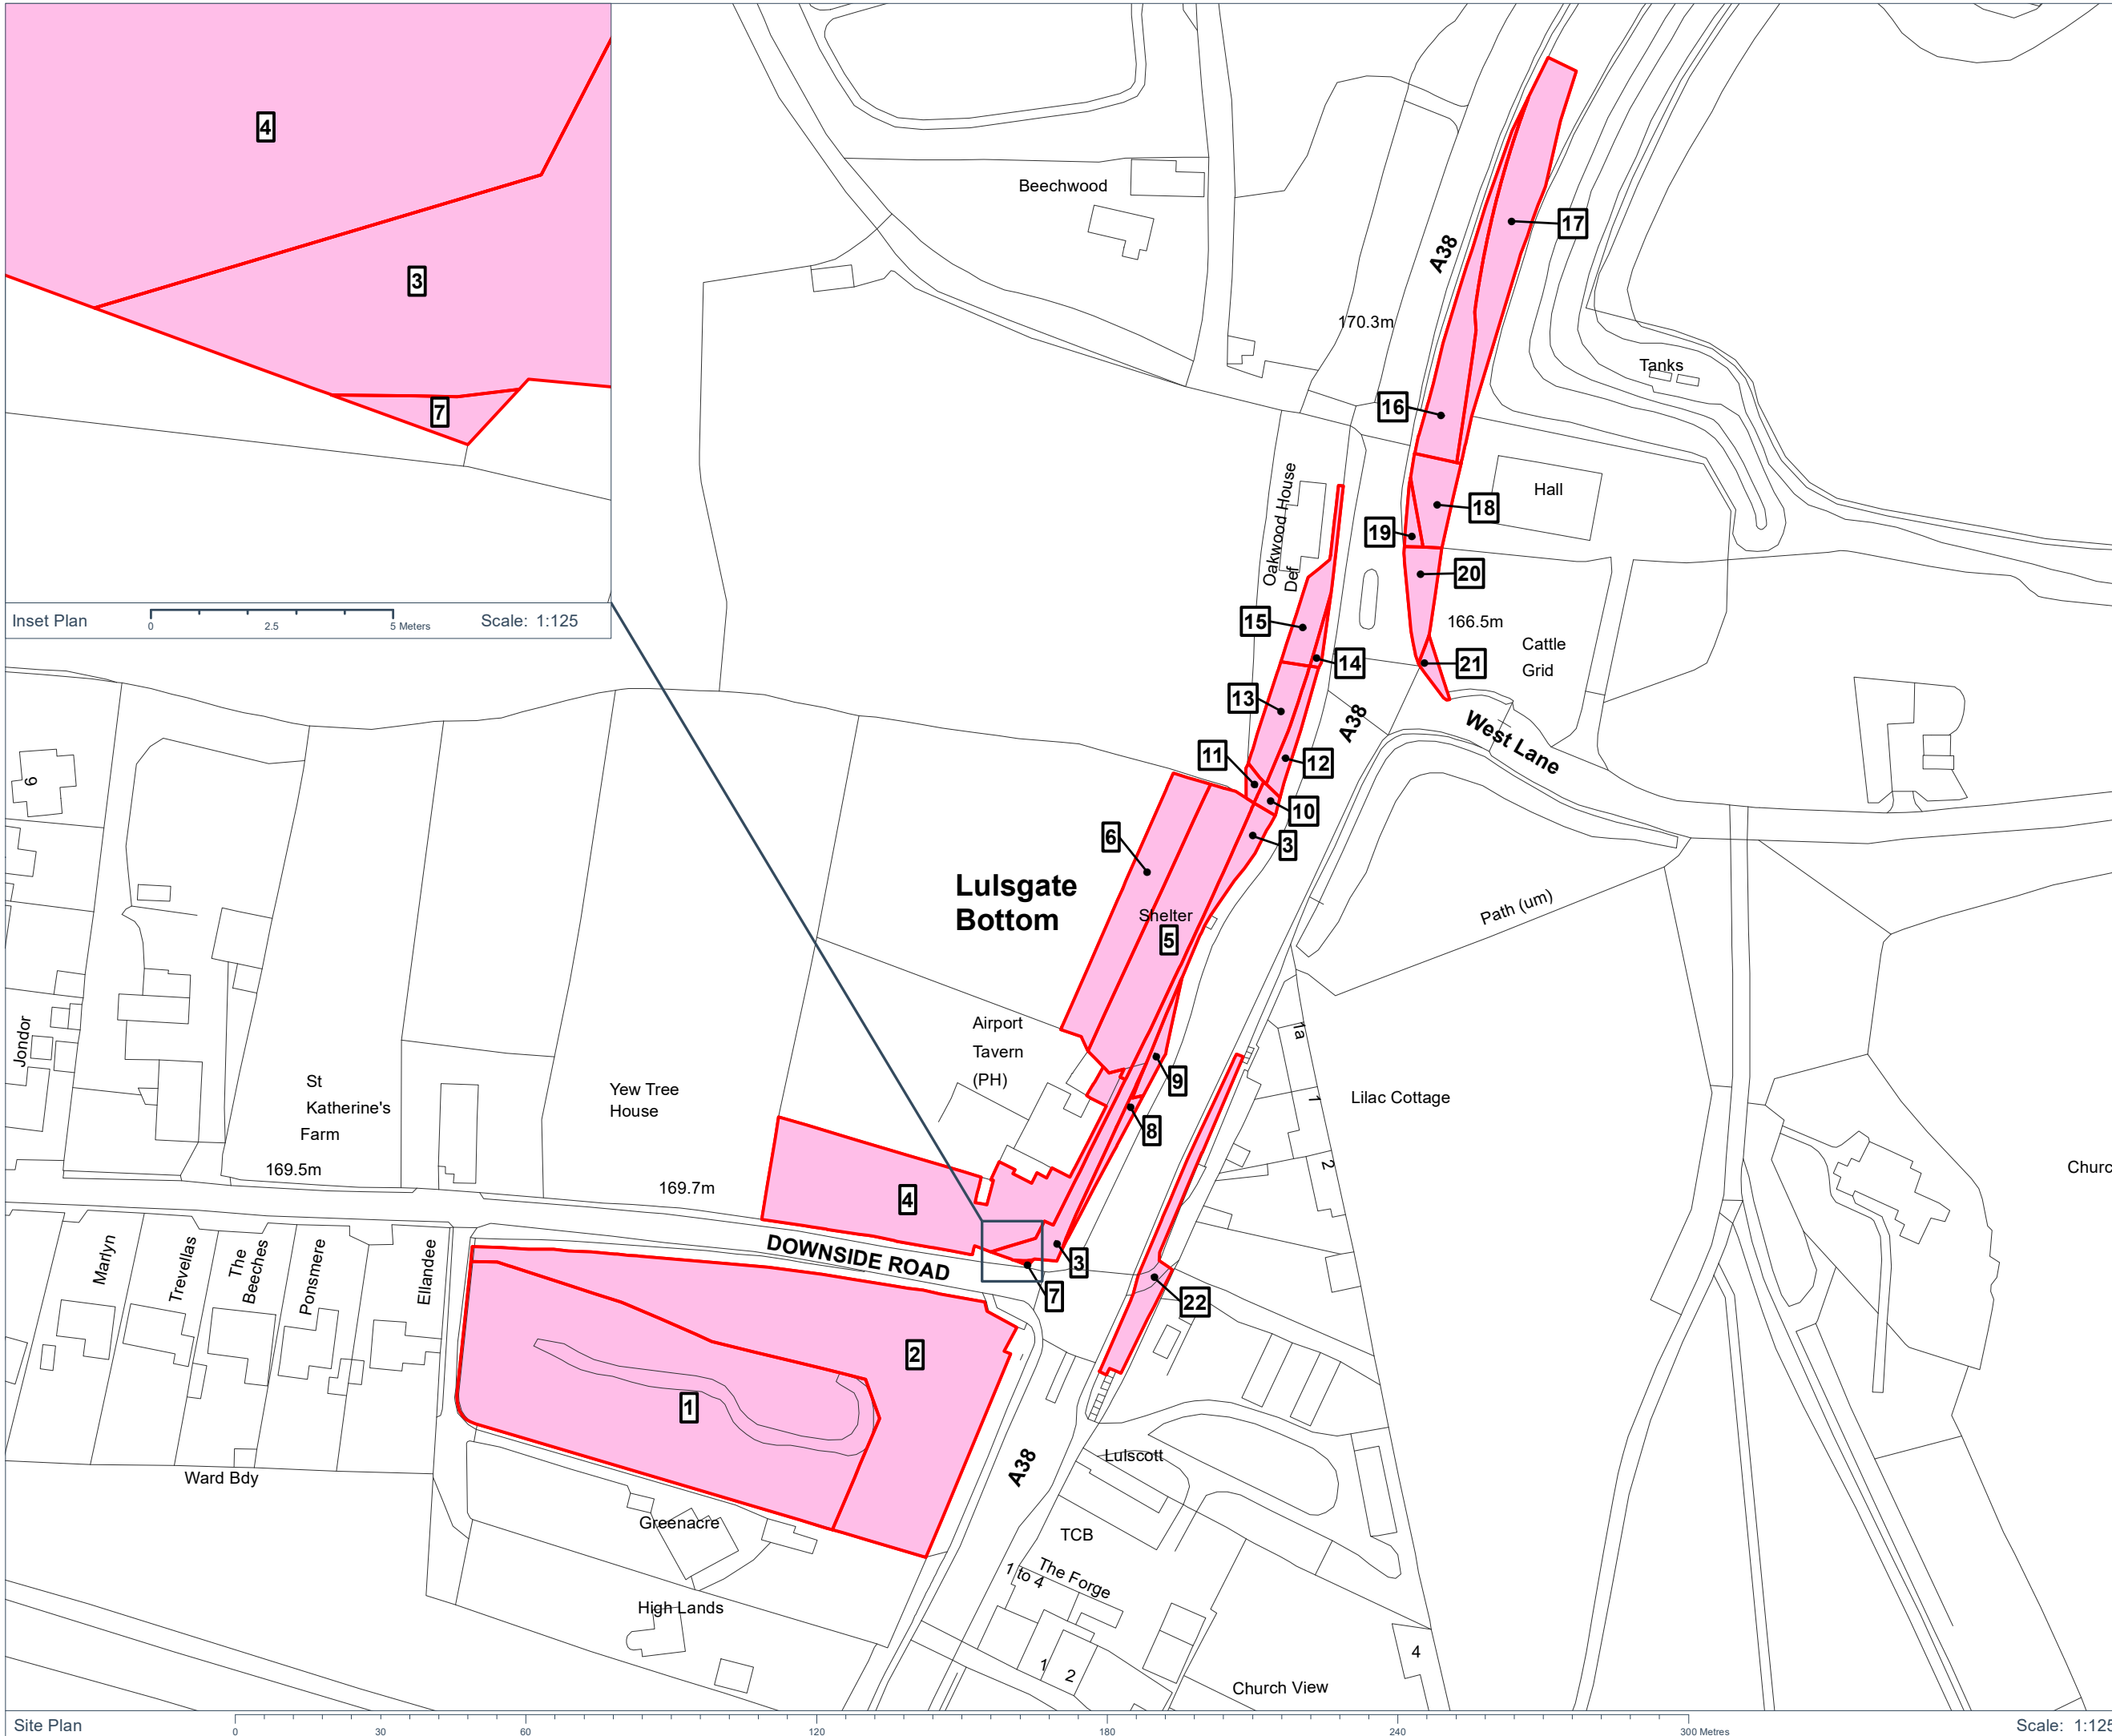 4
3
7
Inset Plan
0
2.5
5 Meters
Scale: 1:125
Beechwood
A38
17
170.3m
Tanks
16
Oakwood House
Def
Hall
18
19
20
15
166.5m
Cattle
Grid
14
21
13
A38
West Lane
11
12
10
6
3
Lulsgate
Bottom
Shelter
5
Path (um)
6
Jondor
Airport
Tavern
(PH)
1a
9
St
Katherine's
Farm
Yew Tree
House
1
Lilac Cottage
8
2
169.5m
169.7m
4
3
DOWNSIDE ROAD
7
22
Marlyn
Trevellas
The
Beeches
Ponsmere
Ellandee
2
1
A38
Lulscott
Ward Bdy
Greenacre
TCB
The Forge
1 to 4
High Lands
1
2
4
Church View
Site Plan
0
30
60
120
180
240
300 Metres